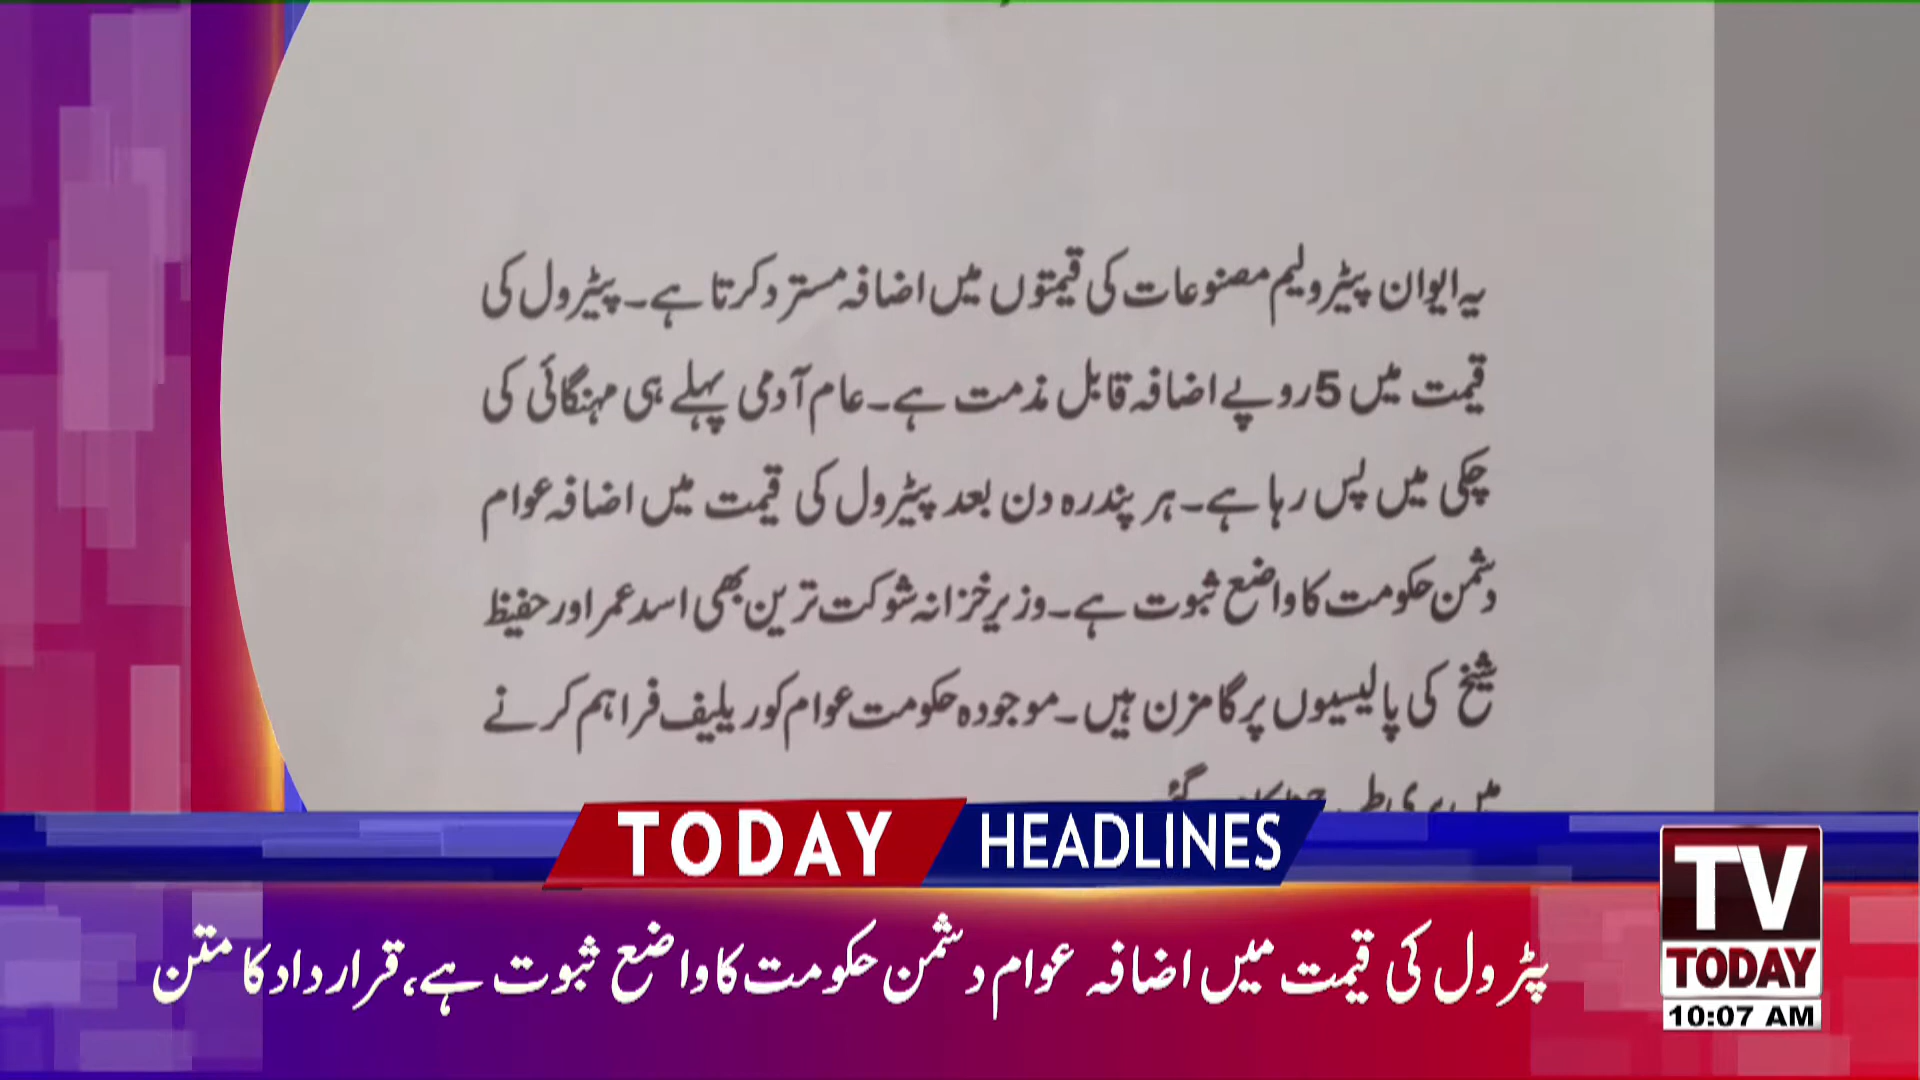 یہ ایوان پیٹرولیم مصنوعات کی قیمتوں میں اضافہ مسترد کرتا ہے۔ پیٹرول کی
قیمت میں 5 روپے اضافہ قابل مذمت ہے۔ عام آدمی پہلے ہی مہنگائی کی
چکی میں پس رہا ہے۔ ہر پندرہ دن بعد پیٹرول کی قیمت میں اضافہ عوام
دشمن حکومت کا واضع ثبوت ہے۔ وزیر خزانہ شوکت ترین بھی اسد عمر اور حفیظ
شیخ کی پالیسیوں پر گامزن ہیں۔ موجودہ حکومت عوام کو ریلیف فراہم کرنے
TODAY HEADLINES
پٹرول کی قیمت میں اضافہ عوام دشمن حکومت کا واضع ثبوت ہے، قرارداد کا متن
TV
TODAY
10:07 AM